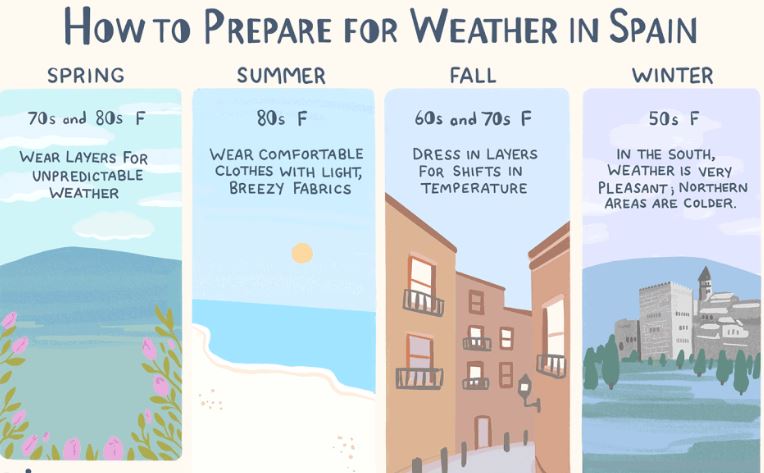 HOW TO PREPARE FOR WEATHER IN SPAIN
SPRING
70s and 80s F
WEAR LAYERS FOR
UNPREDICTABLE
WEATHER
SUMMER
80s F
WEAR COMFORTABLE
CLOTHES WITH LIGHT,
BREEZY FABRICS
FALL
60s and 70s F
DRESS IN LAYERS
FOR SHIFTS IN
TEMPERATURE
WINTER
50s F
IN THE SOUTH,
WEATHER IS VERY
PLEASANT; NORTHERN
AREAS ARE COLDER.